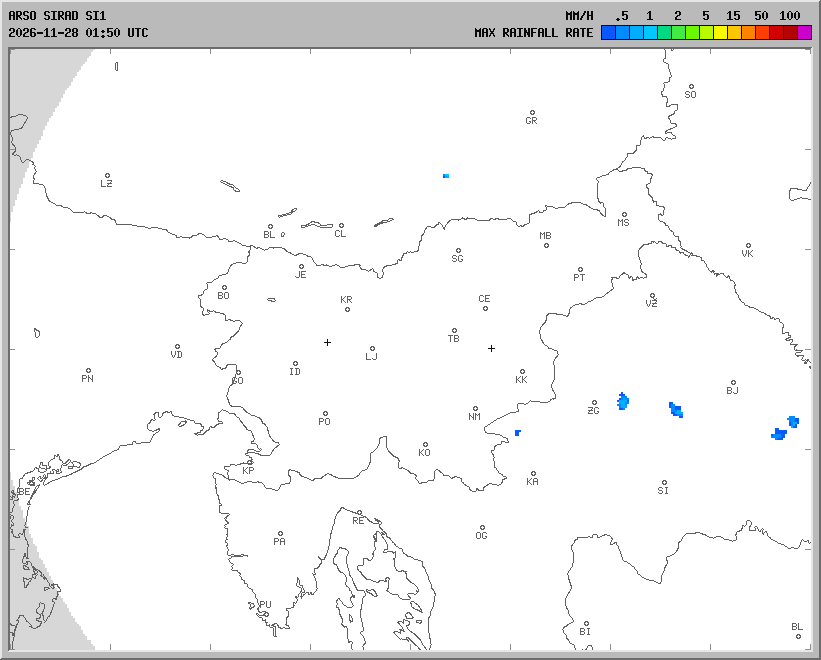 ARSO SIRAD SI1
2026-11-28 01:50 UTC
MM/H .5 1 2 5 15 50 100
MAX RAINFALL RATE
SO
GR
LZ
MS
BL
CL
MB
VK
SG
JE
PT
BO
KR
CE
VŽ
TB
VD
LJ
ID
PN
GO
KK
BJ
ZG
NM
PO
KO
KP
KA
BE
SI
RE
OG
PA
PU
BI
BL